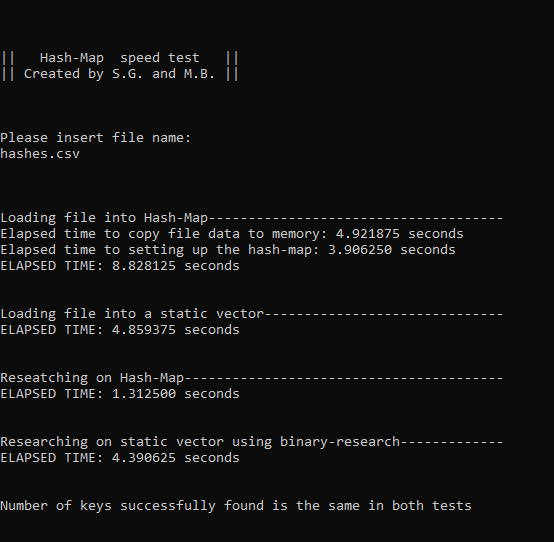 ||   Hash-Map  speed test   ||
|| Created by S.G. and M.B. ||
Please insert file name:
hashes.csv
Loading file into Hash-Map-------------------------------------
Elapsed time to copy file data to memory: 4.921875 seconds
Elapsed time to setting up the hash-map: 3.906250 seconds
ELAPSED TIME: 8.828125 seconds
Loading file into a static vector------------------------------
ELAPSED TIME: 4.859375 seconds
Reseatching on Hash-Map----------------------------------------
ELAPSED TIME: 1.312500 seconds
Researching on static vector using binary-research-------------
ELAPSED TIME: 4.390625 seconds
Number of keys successfully found is the same in both tests